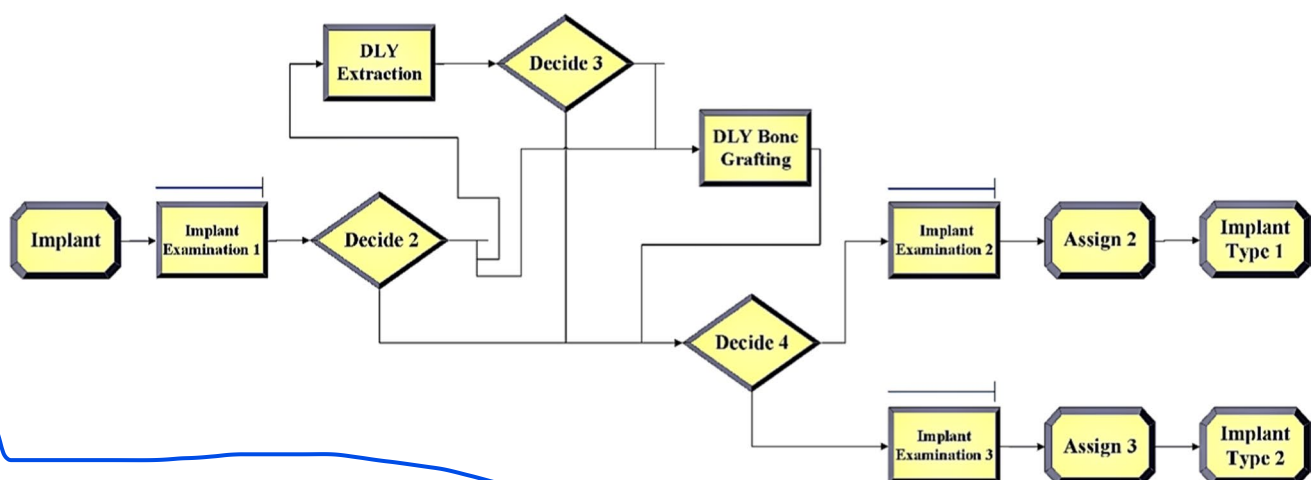 DLY
Extraction
Decide 3
DLY Bone
Grafting
Implant
Implant
Examination 1
Decide 2
Implant
Examination 2
Assign 2
Implant
Type 1
Decide 4
Implant
Examination 3
Assign 3
Implant
Type 2